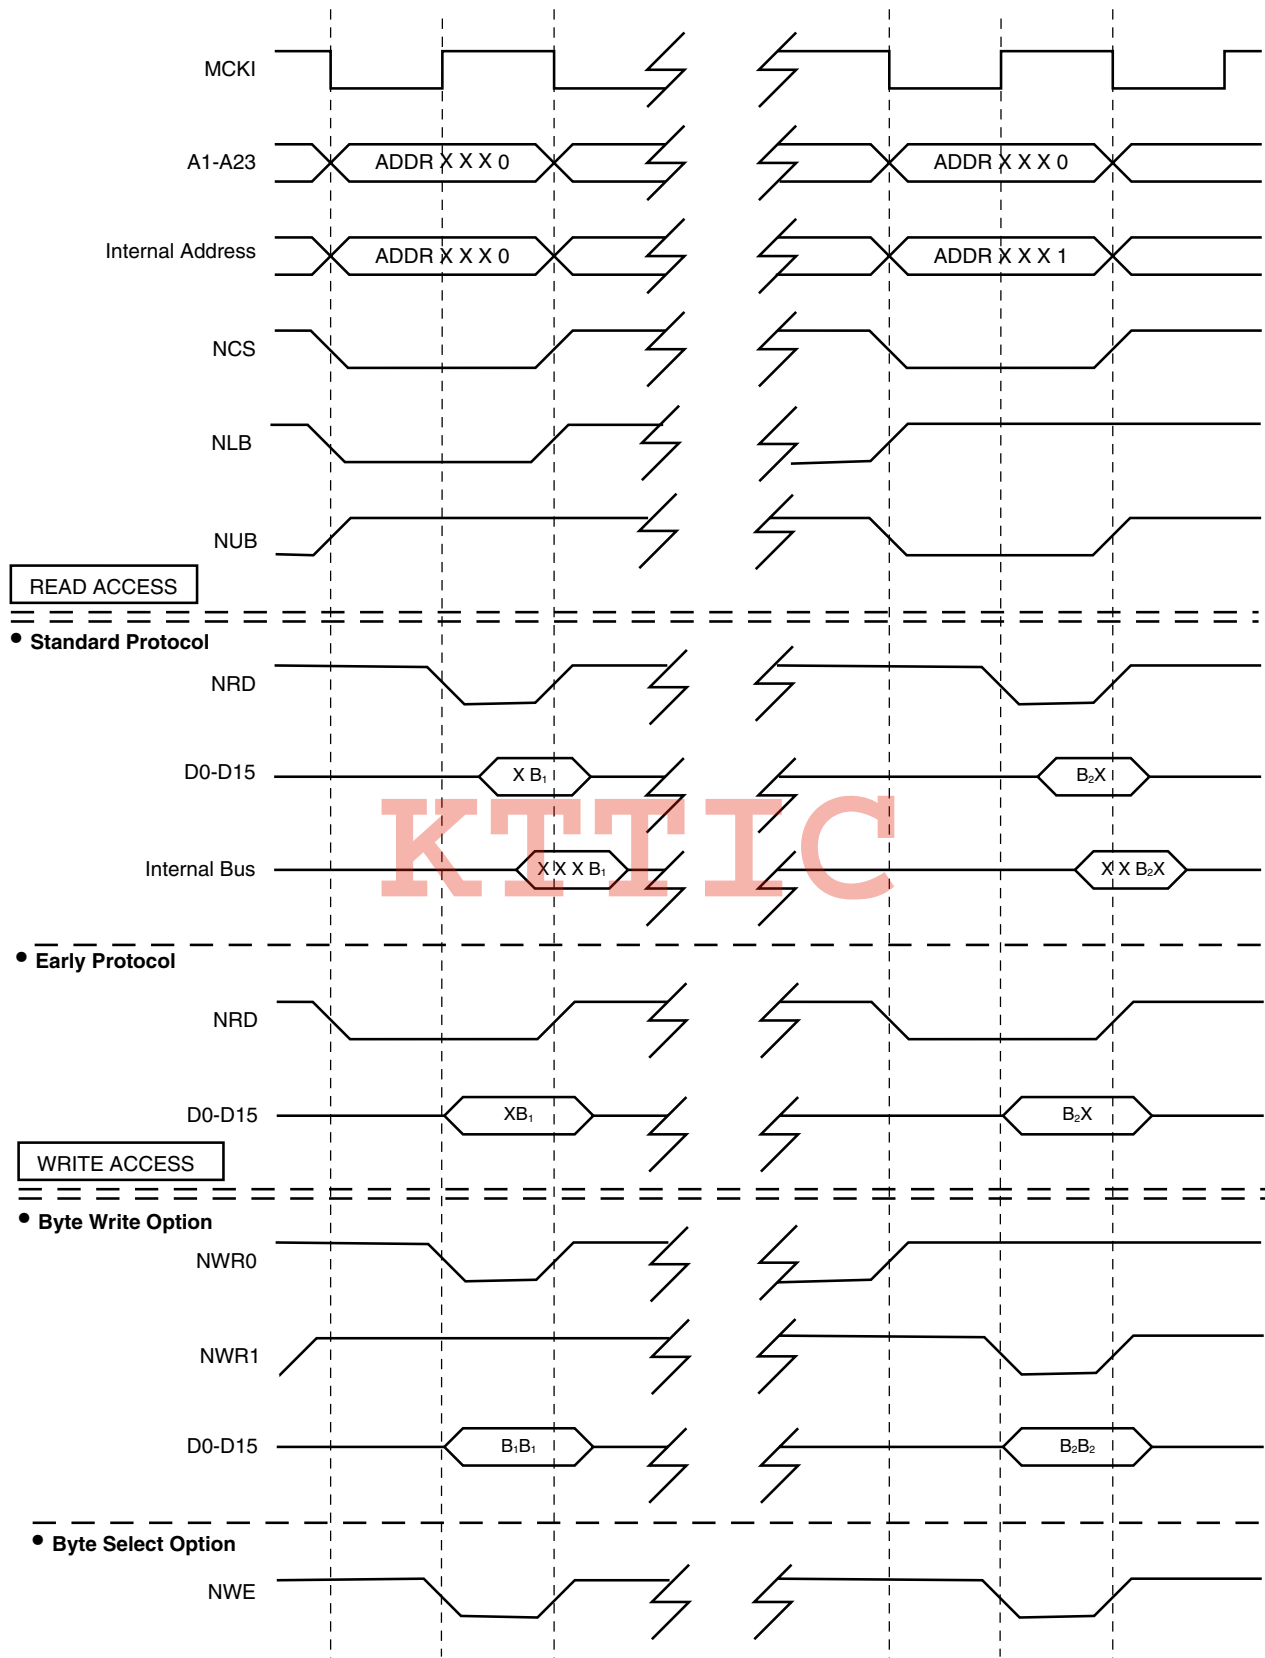 MCKI
A1-A23 ADDR X X X 0 ADDR X X X 0
Internal Address ADDR X X X 0 ADDR X X X 1
NCS
NLB
NUB
READ ACCESS
• Standard Protocol
NRD
D0-D15 X B₁ B₂X
KTTIC
Internal Bus X X X B₁ X X B₂X
• Early Protocol
NRD
D0-D15 XB₁ B₂X
WRITE ACCESS
• Byte Write Option
NWR0
NWR1
D0-D15 B₁B₁ B₂B₂
• Byte Select Option
NWE